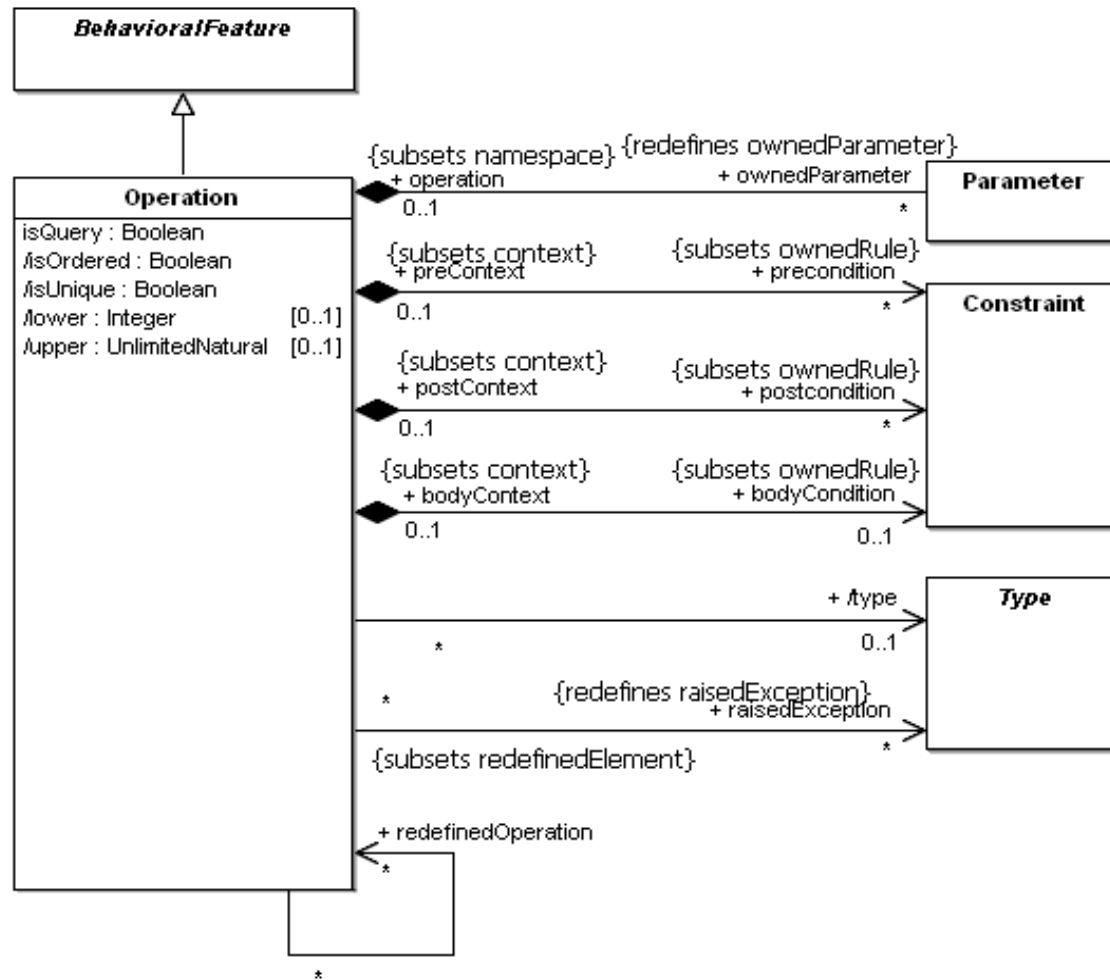 BehavioralFeature
Operation
isQuery : Boolean
/isOrdered : Boolean
/isUnique : Boolean
/lower : Integer [0..1]
/upper : UnlimitedNatural [0..1]
{subsets namespace} {redefines ownedParameter}
+ operation + ownedParameter
0..1 *
Parameter
{subsets context} {subsets ownedRule}
+ preContext + precondition
0..1 *
Constraint
{subsets context} {subsets ownedRule}
+ postContext + postcondition
0..1 *
{subsets context} {subsets ownedRule}
+ bodyContext + bodyCondition
0..1 0..1
+ /type
* 0..1
Type
* {redefines raisedException}
+ raisedException
*
{subsets redefinedElement}
+ redefinedOperation
*
*